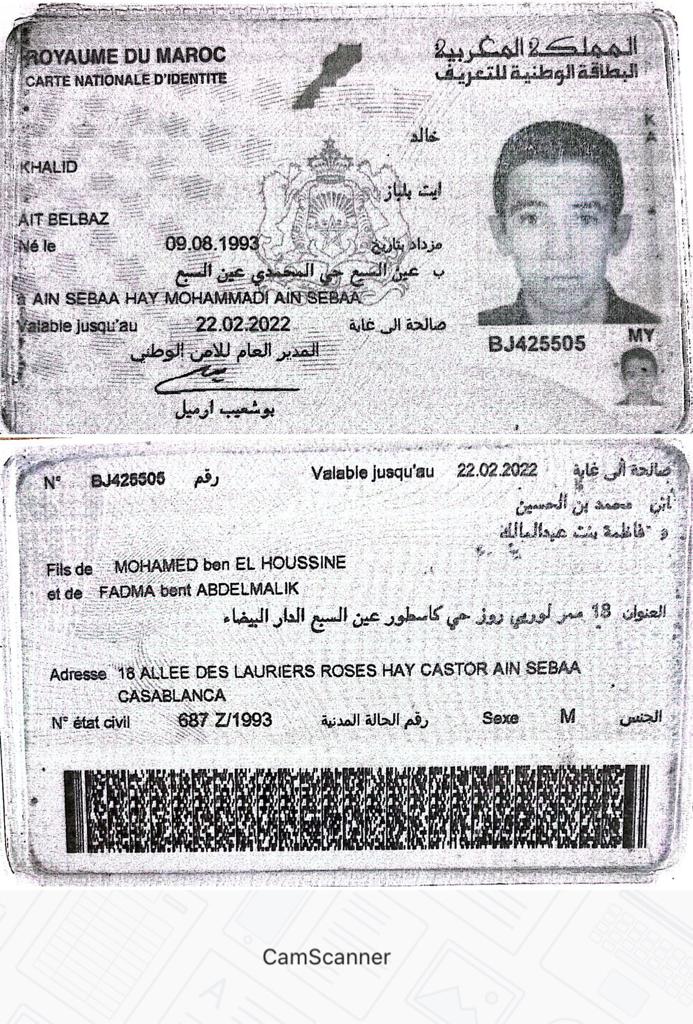 ROYAUME DU MAROC المملكة المغربية
CARTE NATIONALE D'IDENTITE البطاقة الوطنية للتعريف
خالد
KHALID
ايت بلباز
AIT BELBAZ
Né le 09.08.1993 مزداد بتاريخ
ب عين السبع حي المحمدي عين السبع
à AIN SEBAA HAY MOHAMMADI AIN SEBAA
Valable jusqu'au 22.02.2022 صالحة الى غاية
BJ425505
MY
المدير العام للامن الوطني
بوشعيب ارميل
N° BJ425505 رقم Valable jusqu'au 22.02.2022 صالحة الى غاية
ابن محمد بن الحسين
و فاطمة بنت عبدالمالك
Fils de MOHAMED ben EL HOUSSINE
et de FADMA bent ABDELMALIK
العنوان 18 ممر لوريي روز حي كاسطور عين السبع الدار البيضاء
Adresse 18 ALLEE DES LAURIERS ROSES HAY CASTOR AIN SEBAA
CASABLANCA
N° état civil 687 Z/1993 رقم الحالة المدنية Sexe M الجنس
CamScanner